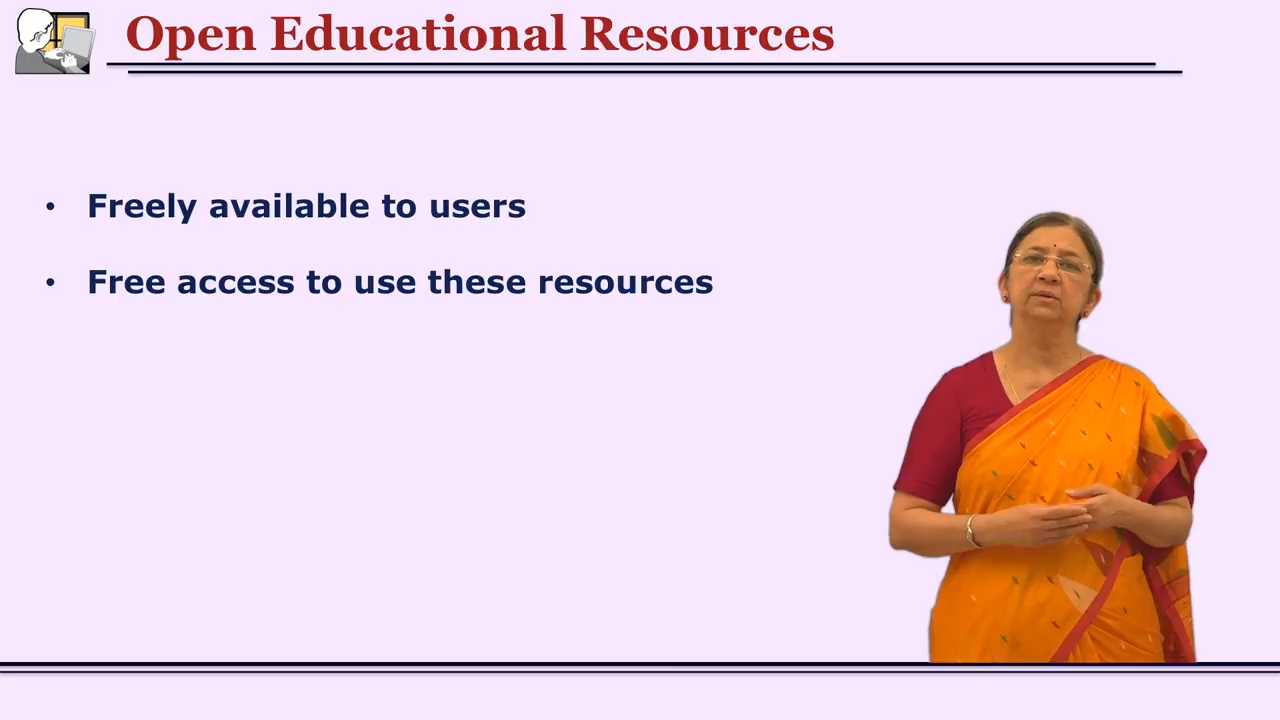 Open Educational Resources
• Freely available to users
• Free access to use these resources